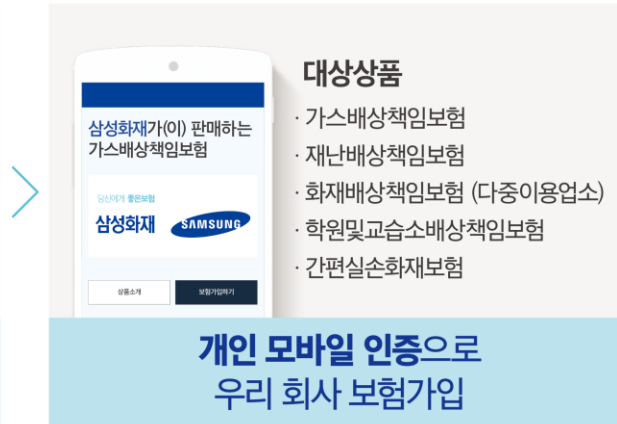 삼성화재가(이) 판매하는
가스배상책임보험
당신에게 좋은보험
삼성화재 SAMSUNG
상품소개 보험가입하기
대상상품
· 가스배상책임보험
· 재난배상책임보험
· 화재배상책임보험 (다중이용업소)
· 학원및교습소배상책임보험
· 간편실손화재보험
개인 모바일 인증으로
우리 회사 보험가입